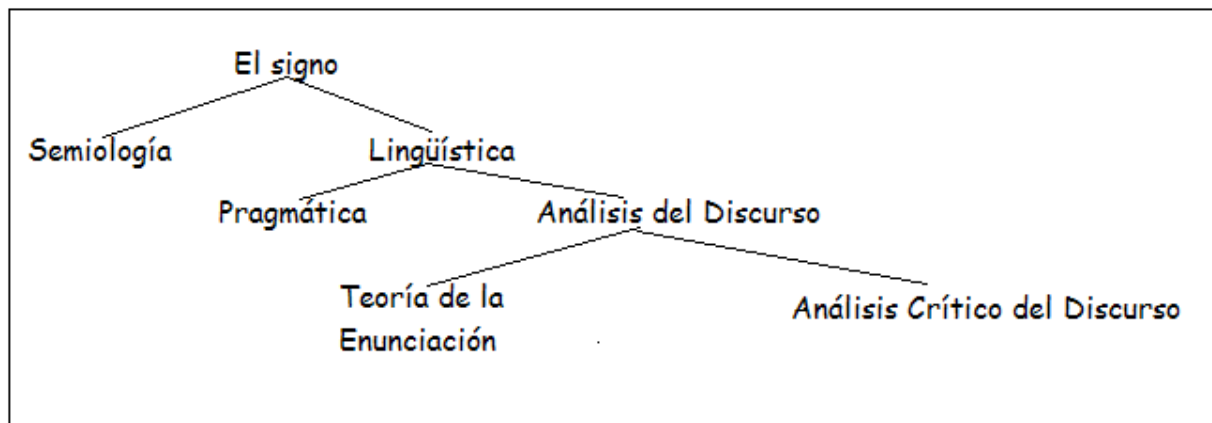 El signo
Semiología
Lingüística
Pragmática
Análisis del Discurso
Teoría de la
Enunciación
Análisis Crítico del Discurso